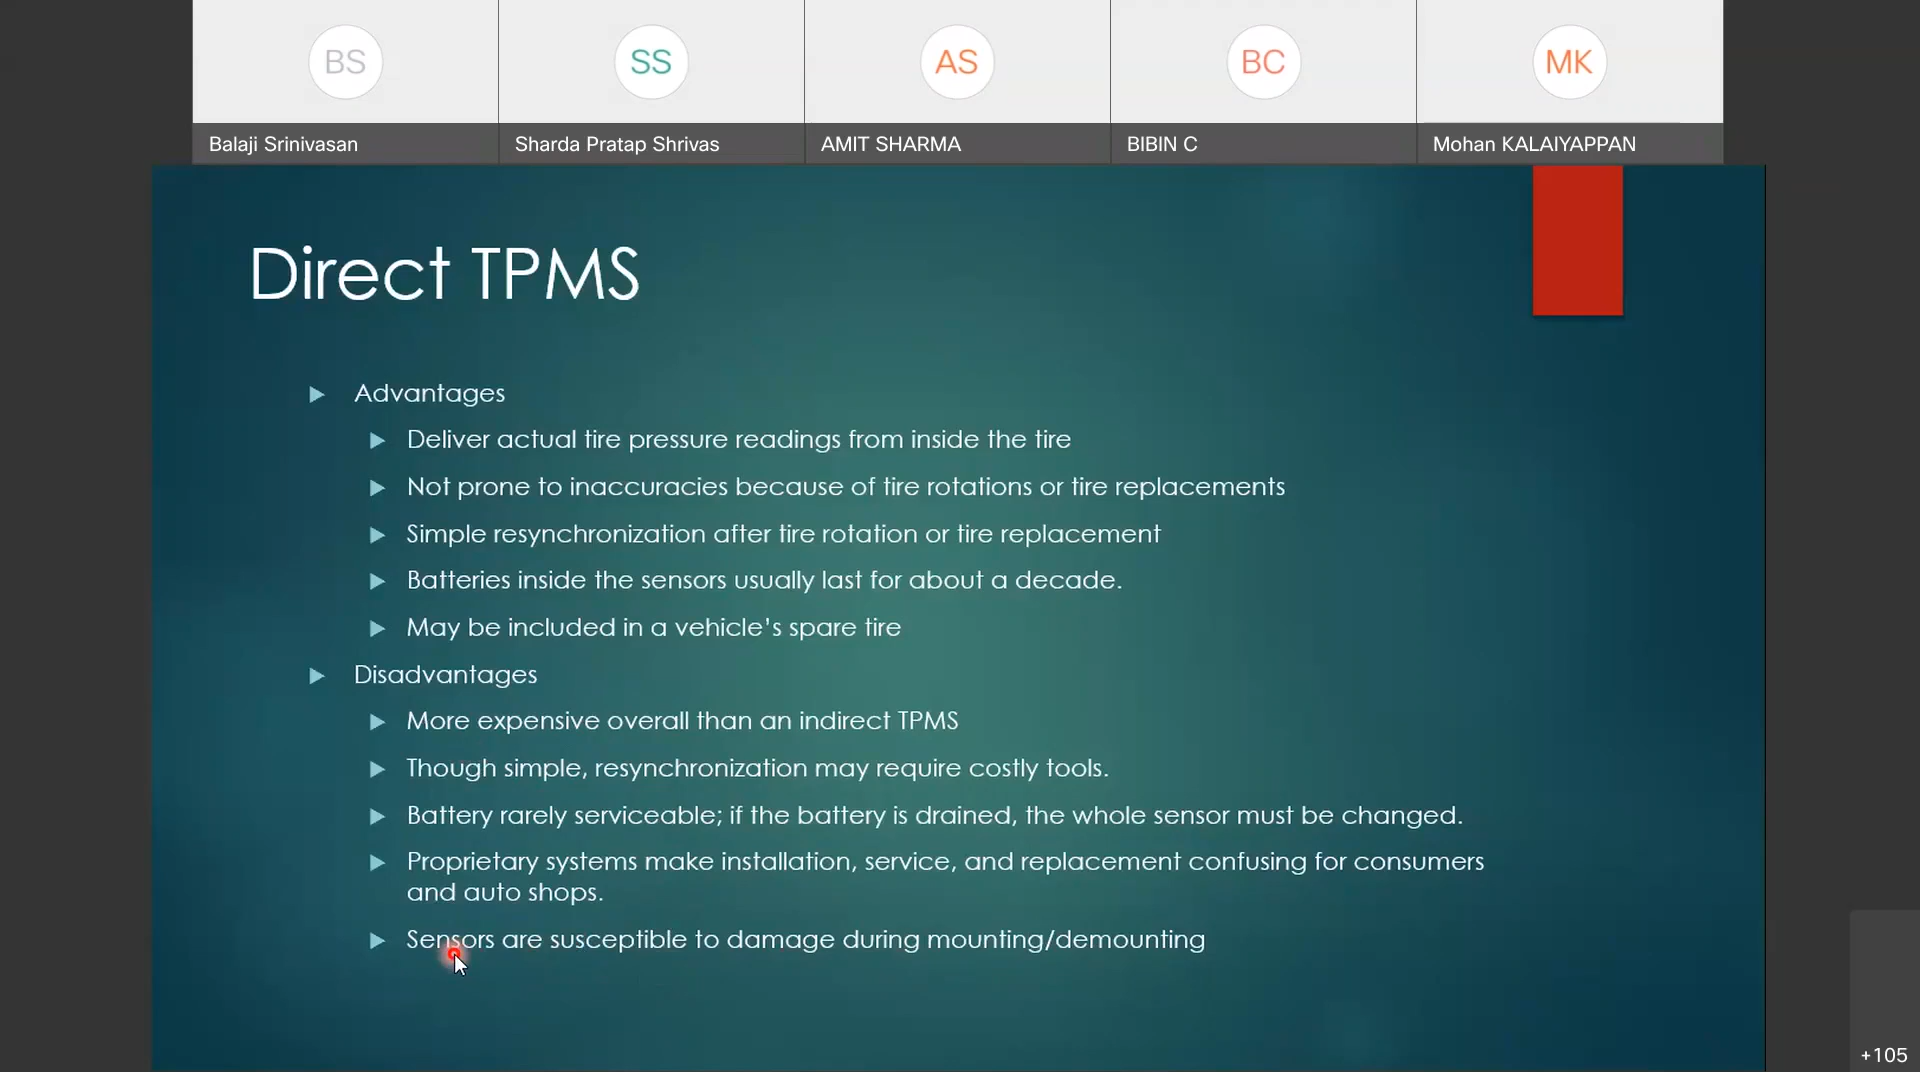 BS
SS
AS
BC
MK
Balaji Srinivasan
Sharda Pratap Shrivas
AMIT SHARMA
BIBIN C
Mohan KALAIYAPPAN
Direct TPMS
Advantages
Deliver actual tire pressure readings from inside the tire
Not prone to inaccuracies because of tire rotations or tire replacements
Simple resynchronization after tire rotation or tire replacement
Batteries inside the sensors usually last for about a decade.
May be included in a vehicle’s spare tire
Disadvantages
More expensive overall than an indirect TPMS
Though simple, resynchronization may require costly tools.
Battery rarely serviceable; if the battery is drained, the whole sensor must be changed.
Proprietary systems make installation, service, and replacement confusing for consumers
and auto shops.
Sensors are susceptible to damage during mounting/demounting
+105